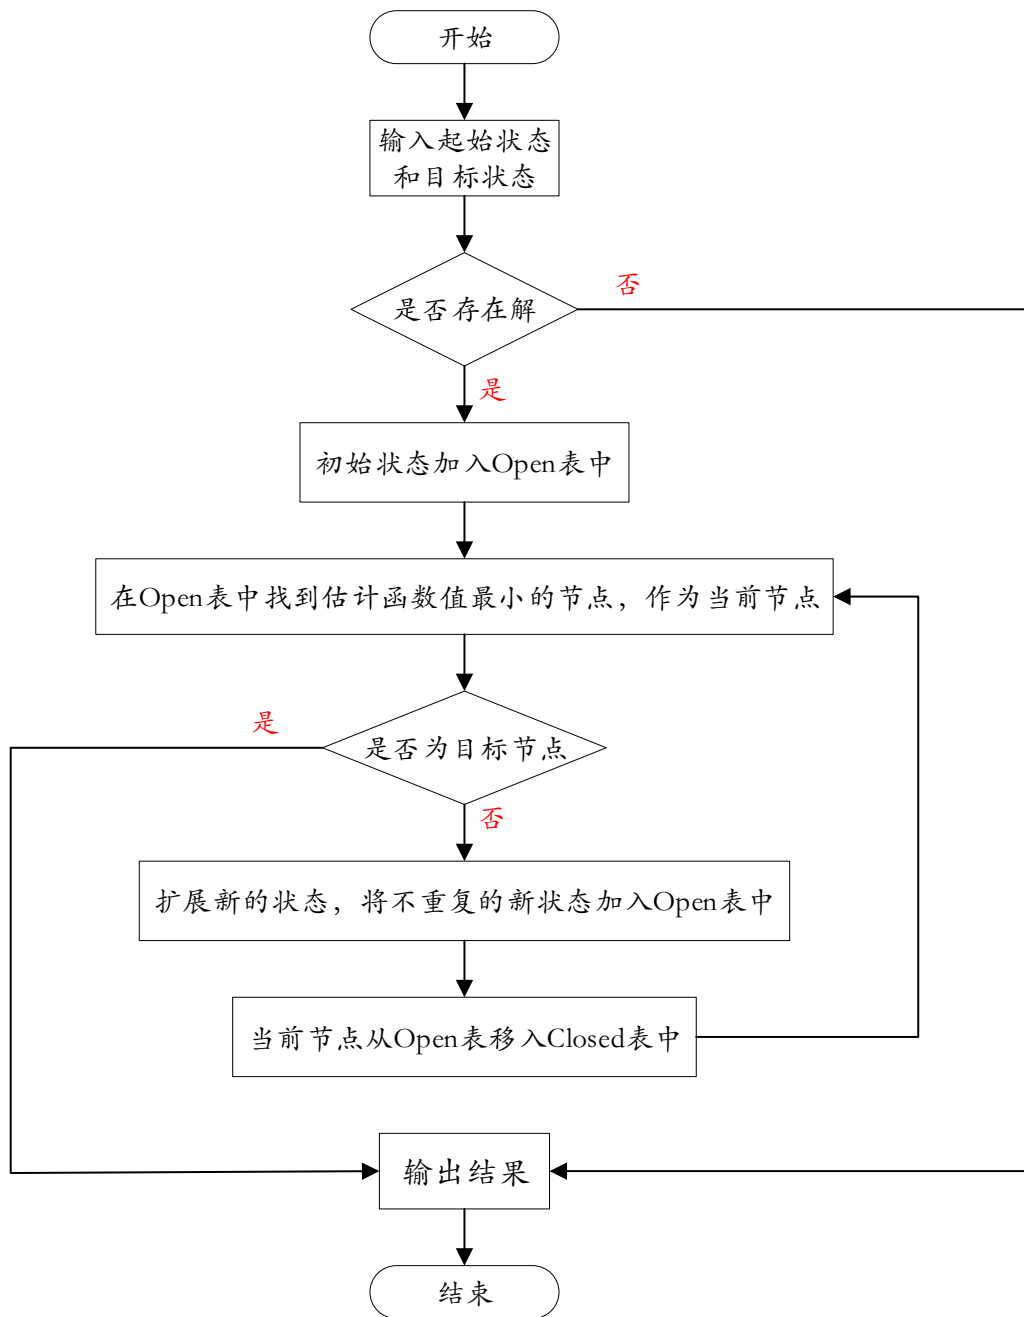 开始
输入起始状态
和目标状态
是否存在解
否
是
初始状态加入Open表中
在Open表中找到估计函数值最小的节点，作为当前节点
是
是否为目标节点
否
扩展新的状态，将不重复的新状态加入Open表中
当前节点从Open表移入Closed表中
输出结果
结束